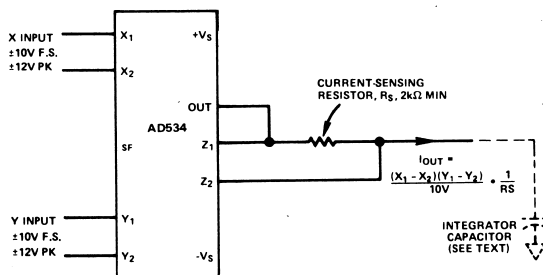 X INPUT
±10V F.S.
±12V PK
X1
X2
+VS
OUT
AD534
SF
Z1
Z2
Y INPUT
±10V F.S.
±12V PK
Y1
Y2
-VS
CURRENT-SENSING
RESISTOR, RS, 2kΩ MIN
IOUT =
(X1 - X2)(Y1 - Y2)
10V
• 1
RS
INTEGRATOR
CAPACITOR
(SEE TEXT)